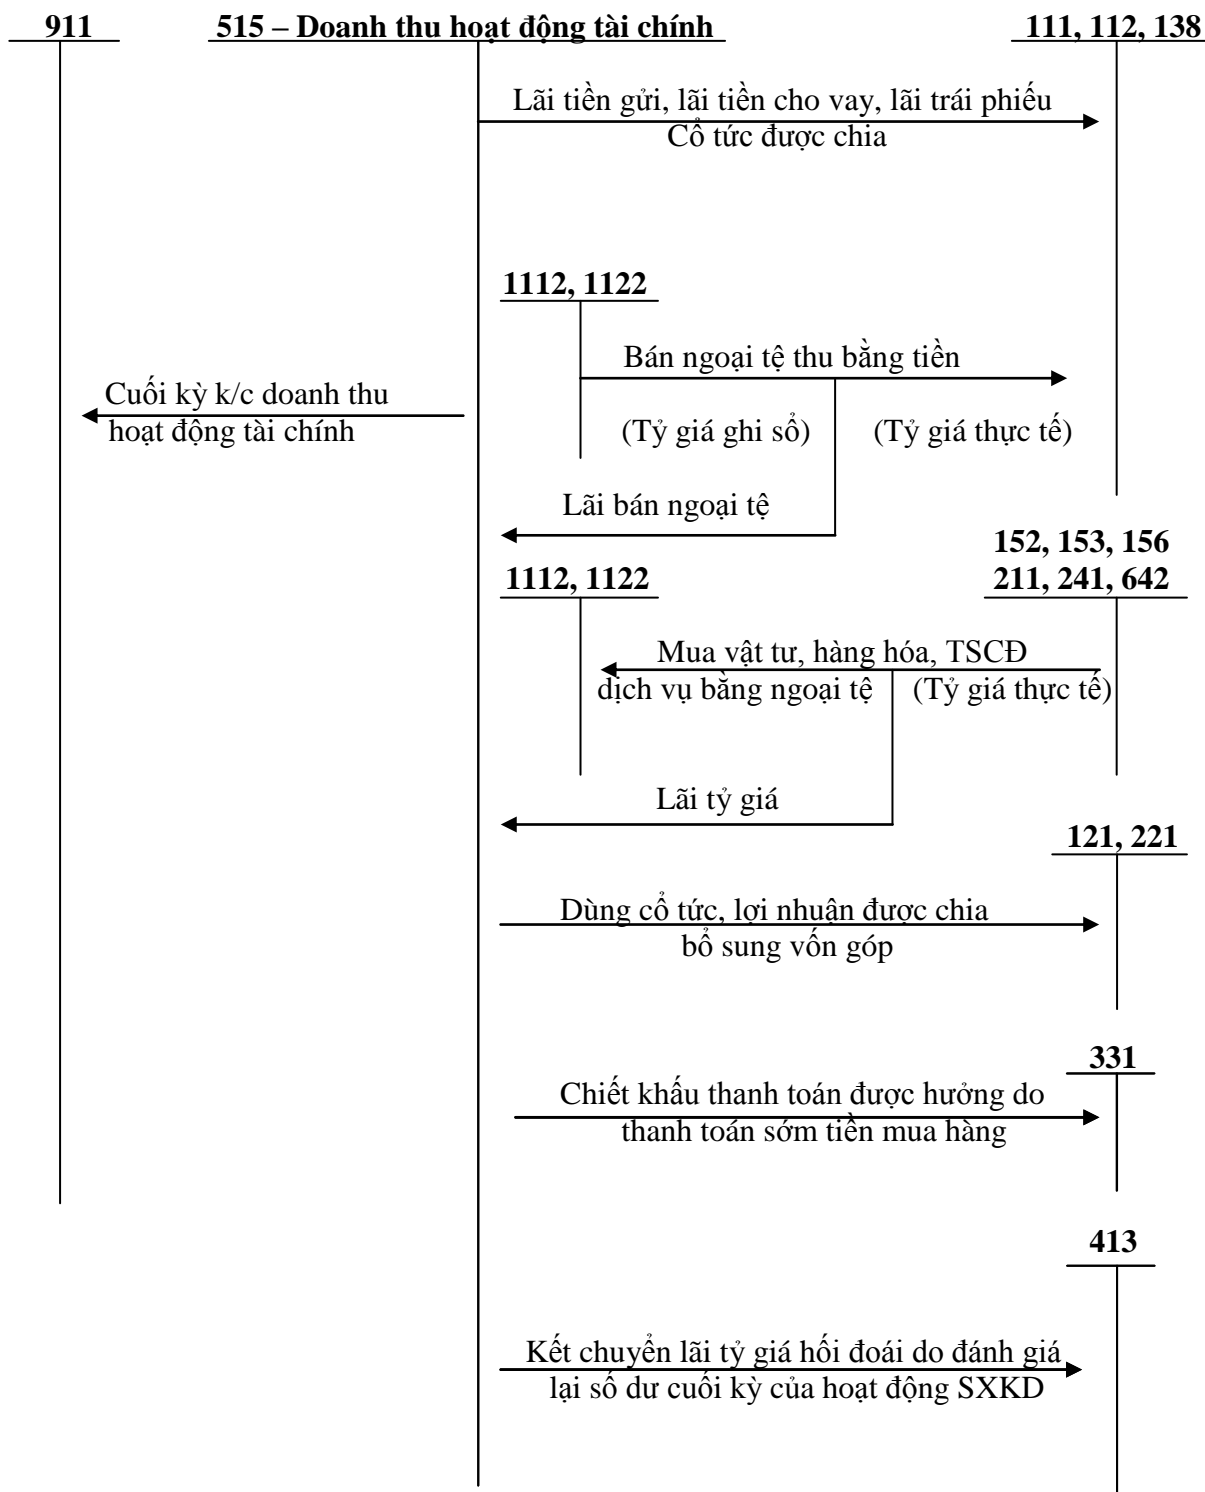 911 515 – Doanh thu hoạt động tài chính 111, 112, 138
Lãi tiền gửi, lãi tiền cho vay, lãi trái phiếu
Cổ tức được chia
1112, 1122
Bán ngoại tệ thu bằng tiền
Cuối kỳ k/c doanh thu
hoạt động tài chính
(Tỷ giá ghi sổ) (Tỷ giá thực tế)
Lãi bán ngoại tệ
152, 153, 156
1112, 1122 211, 241, 642
Mua vật tư, hàng hóa, TSCĐ
dịch vụ bằng ngoại tệ (Tỷ giá thực tế)
Lãi tỷ giá
121, 221
Dùng cổ tức, lợi nhuận được chia
bổ sung vốn góp
331
Chiết khấu thanh toán được hưởng do
thanh toán sớm tiền mua hàng
413
Kết chuyển lãi tỷ giá hối đoái do đánh giá
lại số dư cuối kỳ của hoạt động SXKD